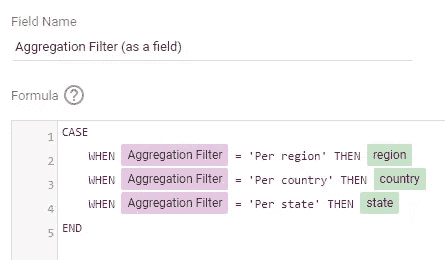 Field Name
Aggregation Filter (as a field)
Formula ?
1 CASE
2 WHEN Aggregation Filter = 'Per region' THEN region
3 WHEN Aggregation Filter = 'Per country' THEN country
4 WHEN Aggregation Filter = 'Per state' THEN state
5 END